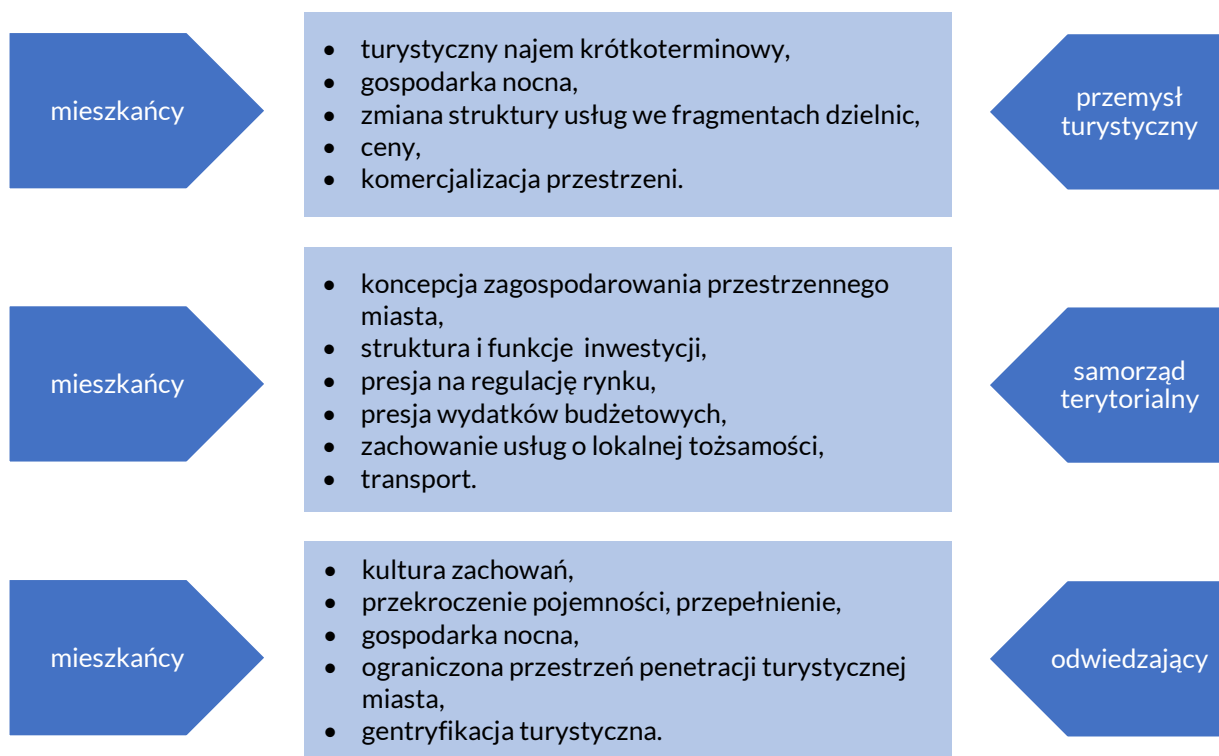 mieszkańcy
• turystyczny najem krótkoterminowy,
• gospodarka nocna,
• zmiana struktury usług we fragmentach dzielnic,
• ceny,
• komercjalizacja przestrzeni.
przemysł
turystyczny
mieszkańcy
• koncepcja zagospodarowania przestrzennego
miasta,
• struktura i funkcje  inwestycji,
• presja na regulację rynku,
• presja wydatków budżetowych,
• zachowanie usług o lokalnej tożsamości,
• transport.
samorząd
terytorialny
mieszkańcy
• kultura zachowań,
• przekroczenie pojemności, przepełnienie,
• gospodarka nocna,
• ograniczona przestrzeń penetracji turystycznej
miasta,
• gentryfikacja turystyczna.
odwiedzający